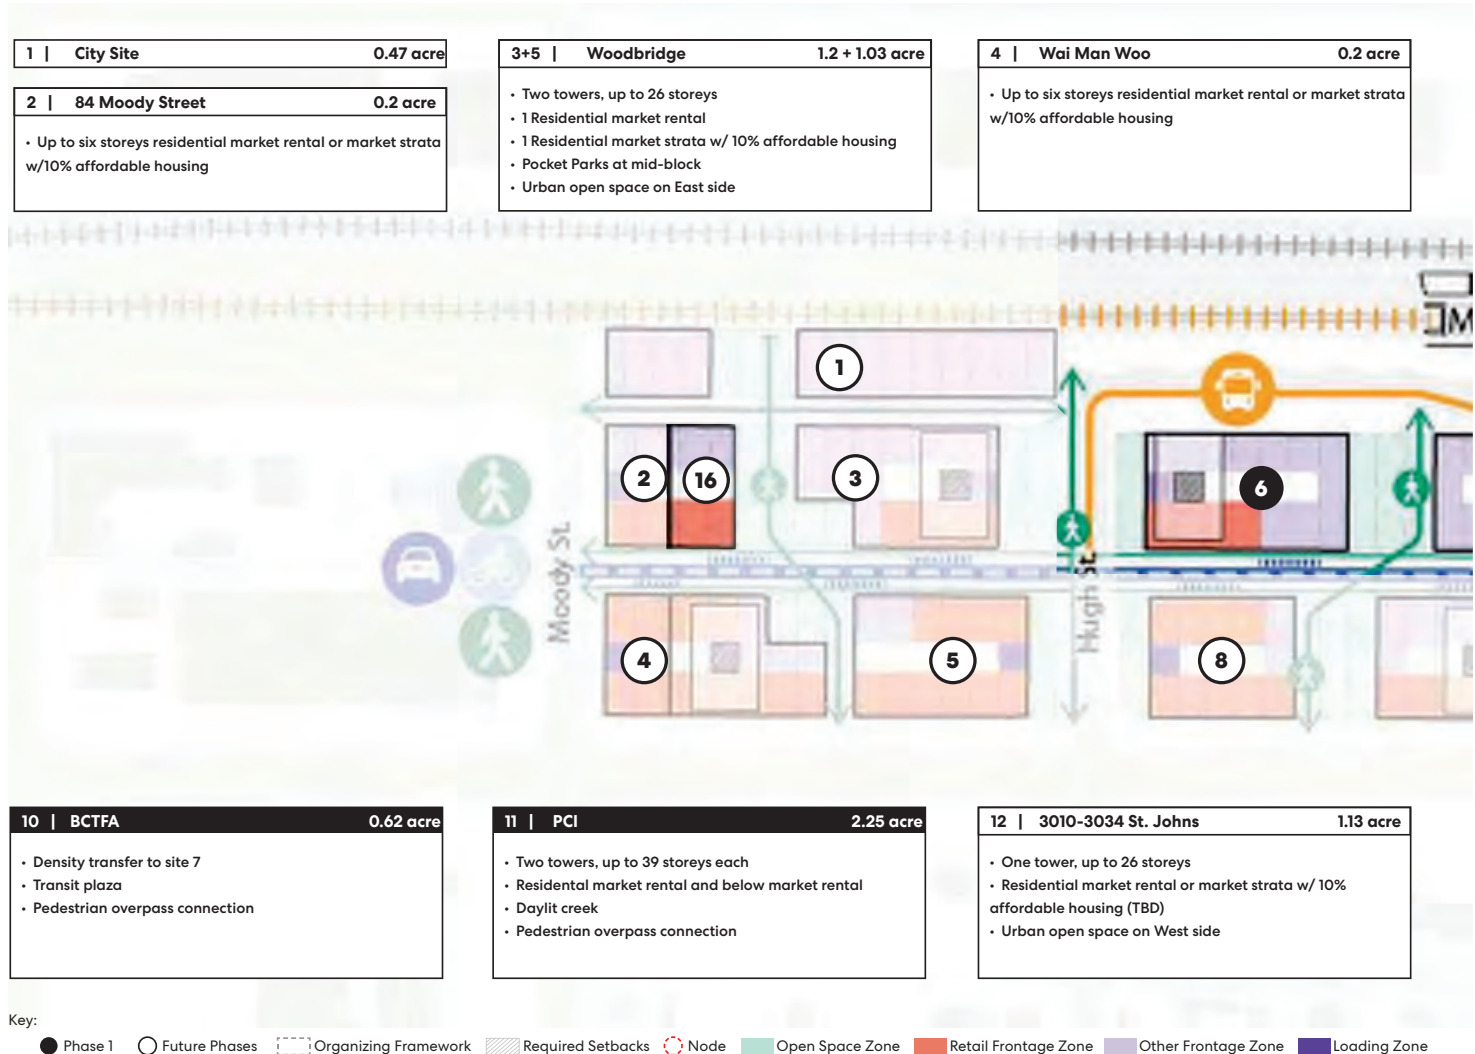 1 | City Site 0.47 acre
2 | 84 Moody Street 0.2 acre
• Up to six storeys residential market rental or market strata
w/10% affordable housing
3+5 | Woodbridge 1.2 + 1.03 acre
• Two towers, up to 26 storeys
• 1 Residential market rental
• 1 Residential market strata w/ 10% affordable housing
• Pocket Parks at mid-block
• Urban open space on East side
4 | Wai Man Woo 0.2 acre
• Up to six storeys residential market rental or market strata
w/10% affordable housing
M
1
2
16
3
6
Moody St.
Hugh St.
4
5
8
10 | BCTFA 0.62 acre
• Density transfer to site 7
• Transit plaza
• Pedestrian overpass connection
11 | PCI 2.25 acre
• Two towers, up to 39 storeys each
• Residental market rental and below market rental
• Daylit creek
• Pedestrian overpass connection
12 | 3010-3034 St. Johns 1.13 acre
• One tower, up to 26 storeys
• Residential market rental or market strata w/ 10%
affordable housing (TBD)
• Urban open space on West side
Key:
Phase 1 Future Phases Organizing Framework Required Setbacks Node Open Space Zone Retail Frontage Zone Other Frontage Zone Loading Zone